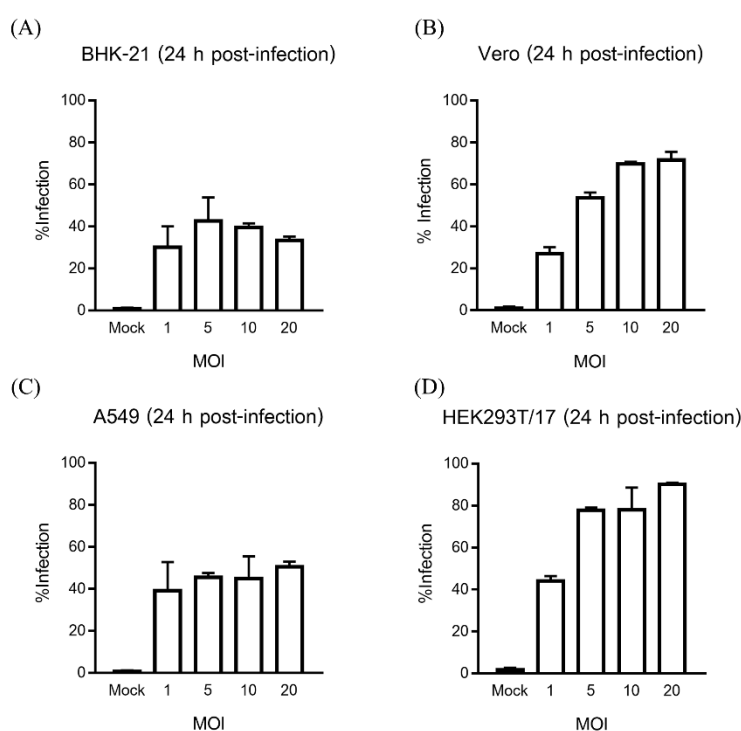 (A)
BHK-21 (24 h post-infection)
100
80
60
40
20
0
%Infection
Mock 1 5 10 20
MOI
(B)
Vero (24 h post-infection)
100
80
60
40
20
0
% Infection
Mock 1 5 10 20
MOI
(C)
A549 (24 h post-infection)
100
80
60
40
20
0
%Infection
Mock 1 5 10 20
MOI
(D)
HEK293T/17 (24 h post-infection)
100
80
60
40
20
0
%Infection
Mock 1 5 10 20
MOI